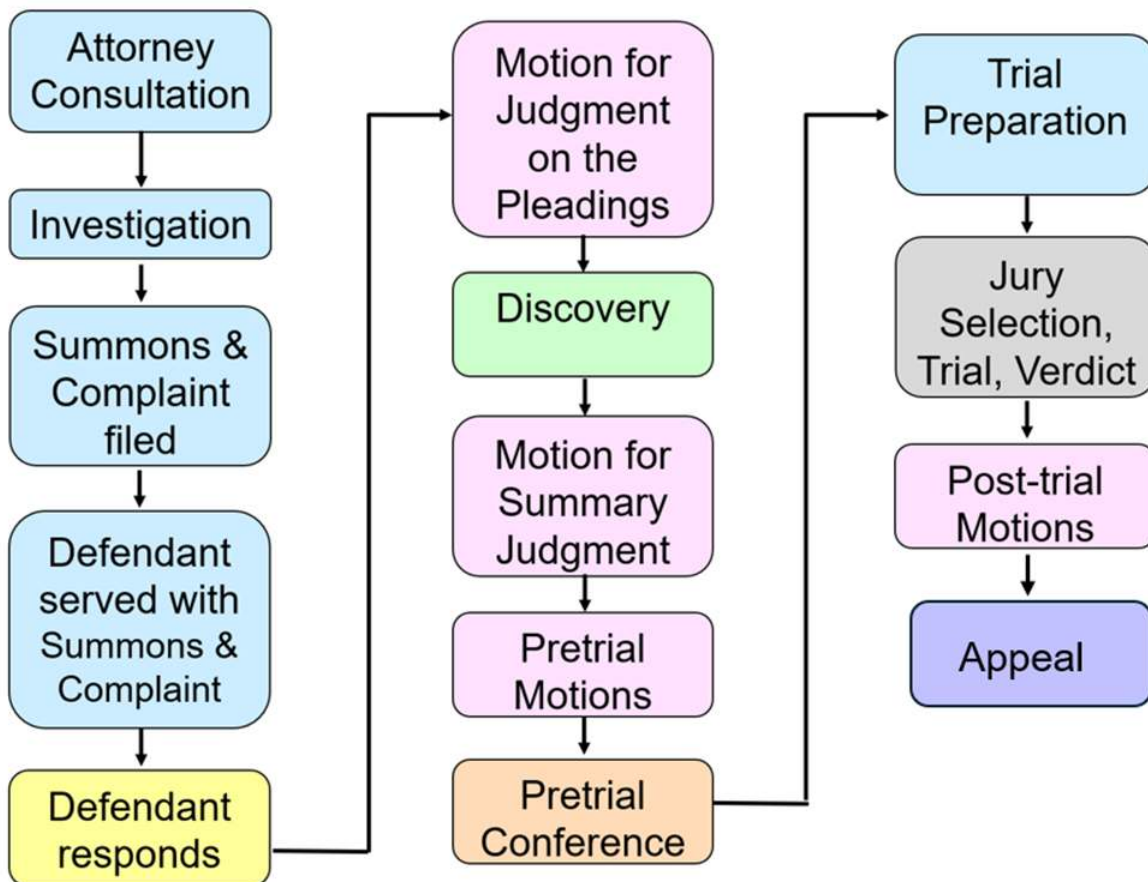 Attorney
Consultation
Investigation
Summons &
Complaint
filed
Defendant
served with
Summons &
Complaint
Defendant
responds
Motion for
Judgment
on the
Pleadings
Discovery
Motion for
Summary
Judgment
Pretrial
Motions
Pretrial
Conference
Trial
Preparation
Jury
Selection,
Trial, Verdict
Post-trial
Motions
Appeal